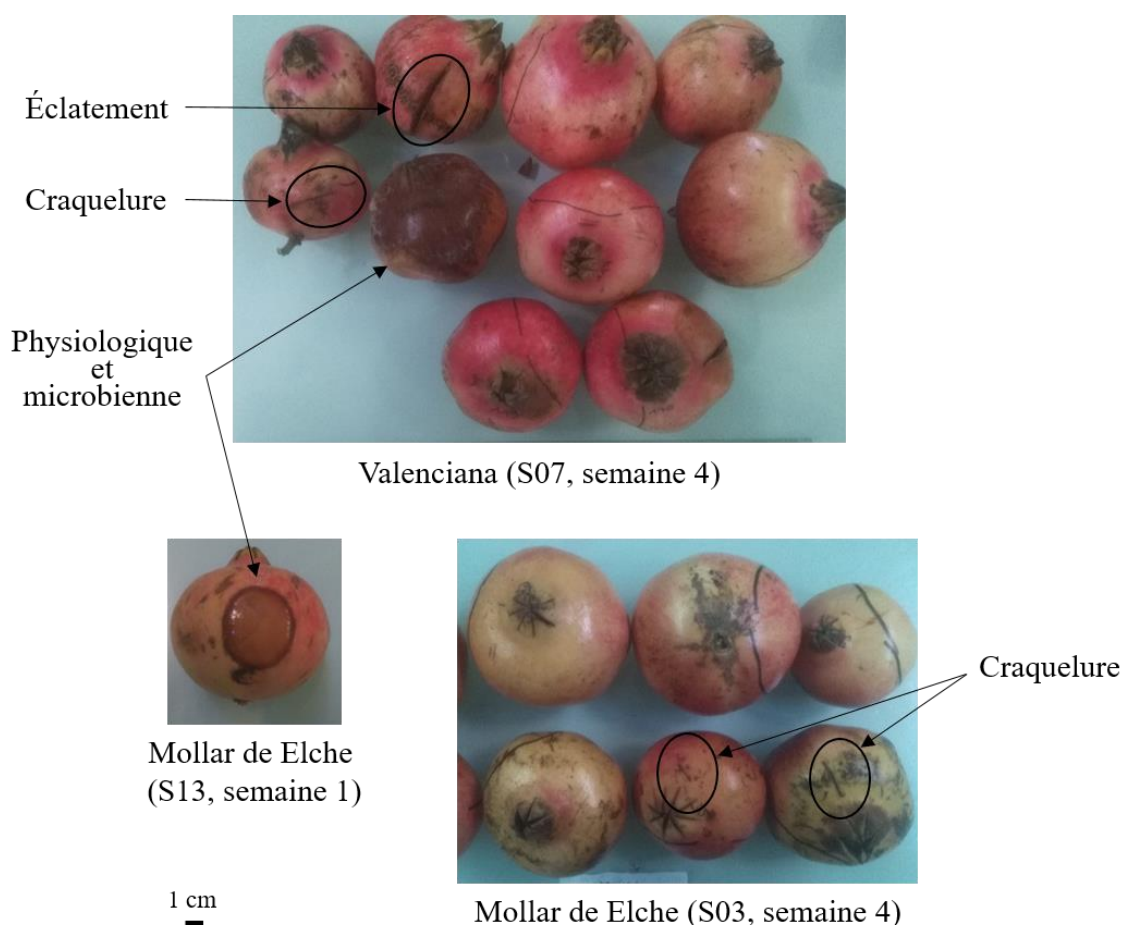 Éclatement
Craquelure
Physiologique
et
microbienne
Valenciana (S07, semaine 4)
Craquelure
Mollar de Elche
(S13, semaine 1)
1 cm
Mollar de Elche (S03, semaine 4)